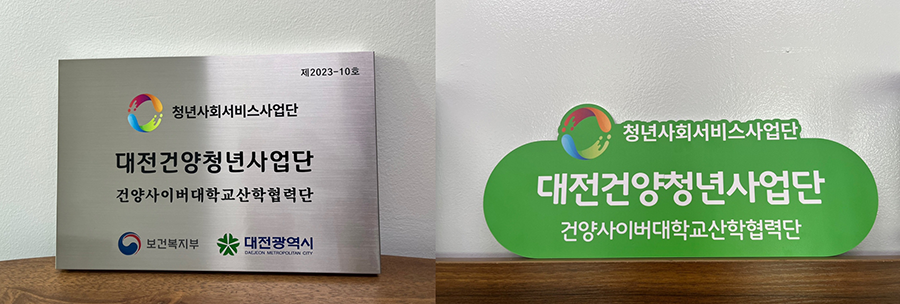 제2023-10호
청년사회서비스사업단
대전건양청년사업단
건양사이버대학교산학협력단
보건복지부
대전광역시
DAEJEON METROPOLITAN CITY
청년사회서비스사업단
대전건양청년사업단
건양사이버대학교산학협력단